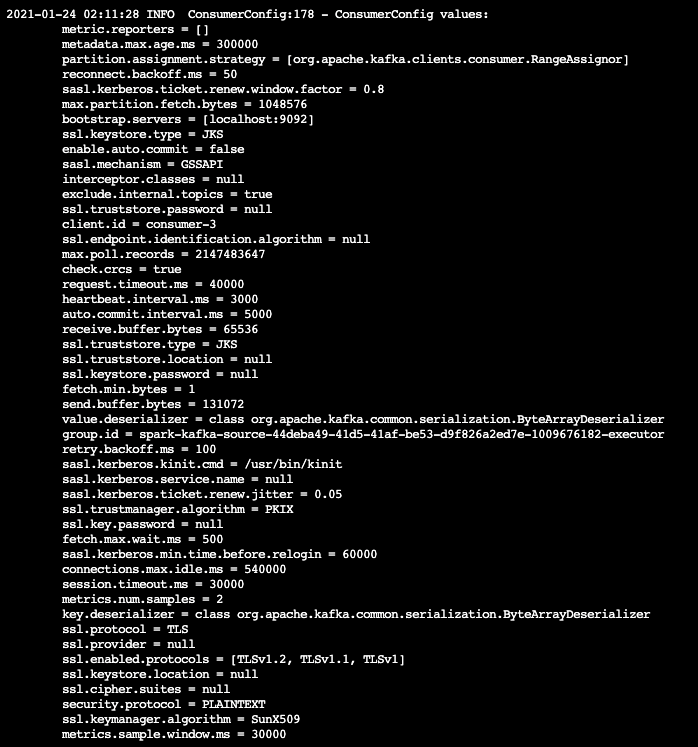 2021-01-24 02:11:28 INFO  ConsumerConfig:178 - ConsumerConfig values:
metric.reporters = []
metadata.max.age.ms = 300000
partition.assignment.strategy = [org.apache.kafka.clients.consumer.RangeAssignor]
reconnect.backoff.ms = 50
sasl.kerberos.ticket.renew.window.factor = 0.8
max.partition.fetch.bytes = 1048576
bootstrap.servers = [localhost:9092]
ssl.keystore.type = JKS
enable.auto.commit = false
sasl.mechanism = GSSAPI
interceptor.classes = null
exclude.internal.topics = true
ssl.truststore.password = null
client.id = consumer-3
ssl.endpoint.identification.algorithm = null
max.poll.records = 2147483647
check.crcs = true
request.timeout.ms = 40000
heartbeat.interval.ms = 3000
auto.commit.interval.ms = 5000
receive.buffer.bytes = 65536
ssl.truststore.type = JKS
ssl.truststore.location = null
ssl.keystore.password = null
fetch.min.bytes = 1
send.buffer.bytes = 131072
value.deserializer = class org.apache.kafka.common.serialization.ByteArrayDeserializer
group.id = spark-kafka-source-44deba49-41d5-41af-be53-d9f826a2ed7e-1009676182-executor
retry.backoff.ms = 100
sasl.kerberos.kinit.cmd = /usr/bin/kinit
sasl.kerberos.service.name = null
sasl.kerberos.ticket.renew.jitter = 0.05
ssl.trustmanager.algorithm = PKIX
ssl.key.password = null
fetch.max.wait.ms = 500
sasl.kerberos.min.time.before.relogin = 60000
connections.max.idle.ms = 540000
session.timeout.ms = 30000
metrics.num.samples = 2
key.deserializer = class org.apache.kafka.common.serialization.ByteArrayDeserializer
ssl.protocol = TLS
ssl.provider = null
ssl.enabled.protocols = [TLSv1.2, TLSv1.1, TLSv1]
ssl.keystore.location = null
ssl.cipher.suites = null
security.protocol = PLAINTEXT
ssl.keymanager.algorithm = SunX509
metrics.sample.window.ms = 30000